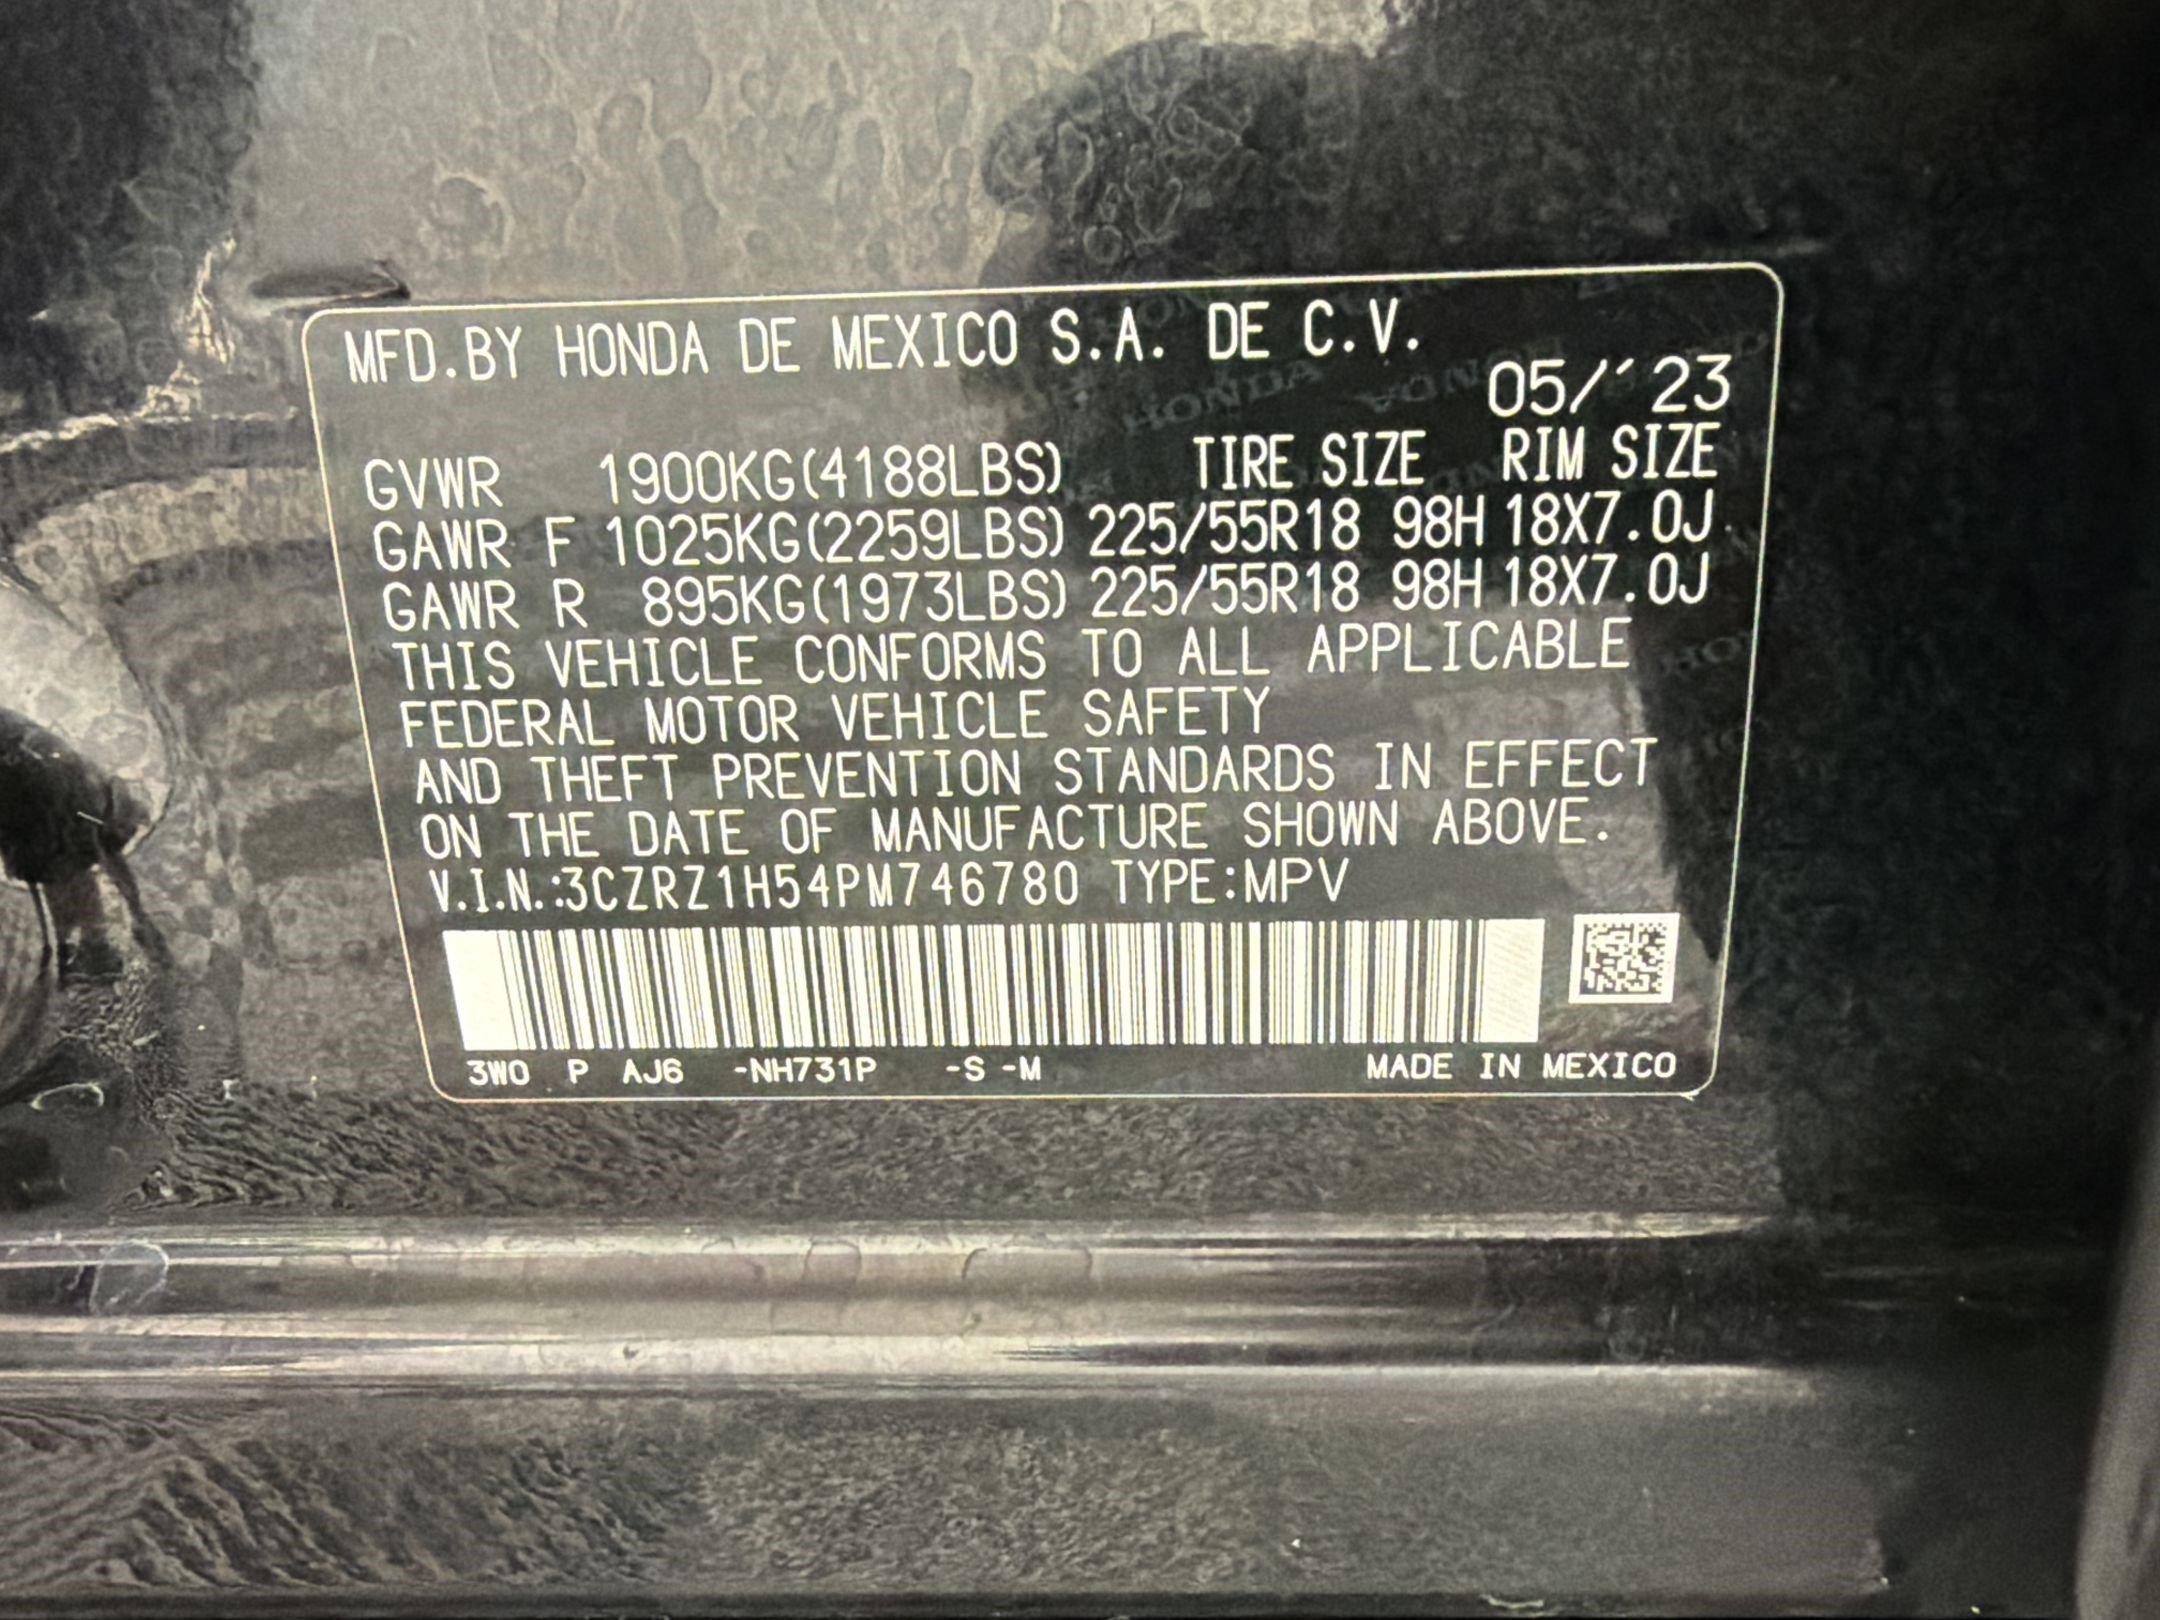 MFD.BY HONDA DE MEXICO S.A. DE C.V.
05/'23
GVWR 1900KG(4188LBS) TIRE SIZE RIM SIZE
GAWR F 1025KG(2259LBS) 225/55R18 98H 18X7.0J
GAWR R 895KG(1973LBS) 225/55R18 98H 18X7.0J
THIS VEHICLE CONFORMS TO ALL APPLICABLE
FEDERAL MOTOR VEHICLE SAFETY
AND THEFT PREVENTION STANDARDS IN EFFECT
ON THE DATE OF MANUFACTURE SHOWN ABOVE.
V.I.N.:3CZRZ1H54PM746780 TYPE:MPV
3W0 P AJ6 -NH731P -S -M MADE IN MEXICO